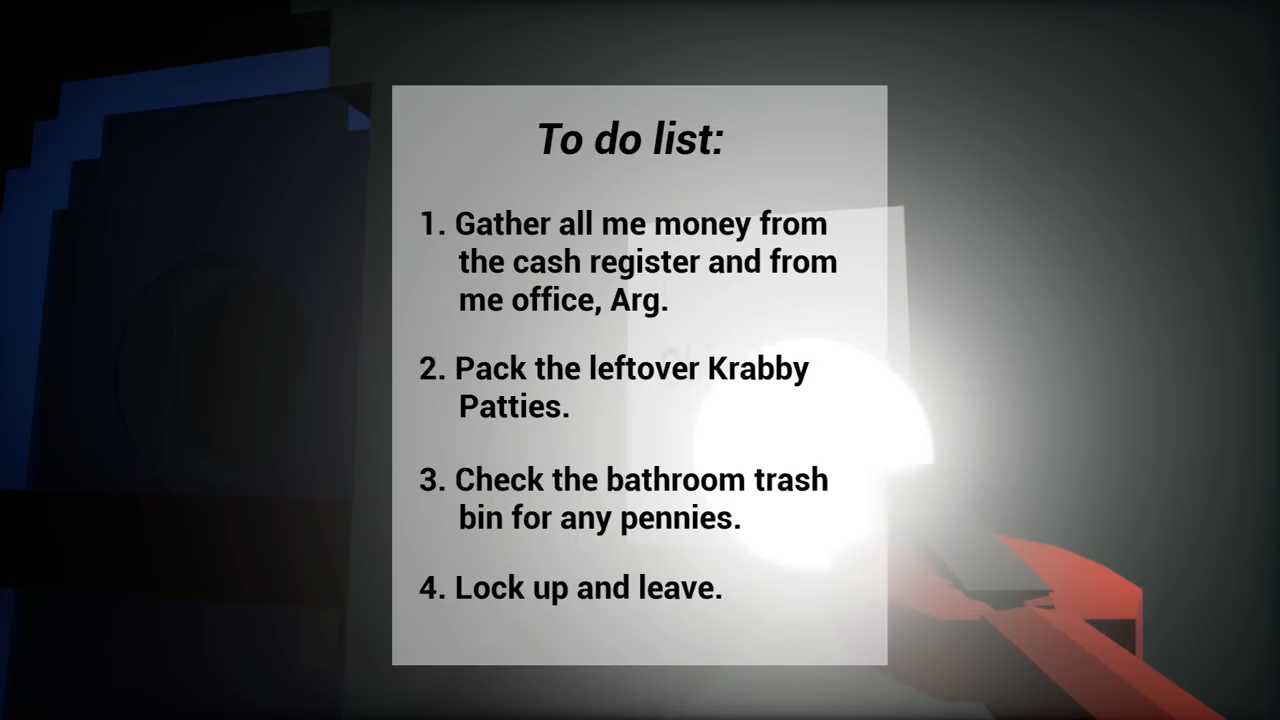 To do list:
1. Gather all me money from
the cash register and from
me office, Arg.
2. Pack the leftover Krabby
Patties.
3. Check the bathroom trash
bin for any pennies.
4. Lock up and leave.